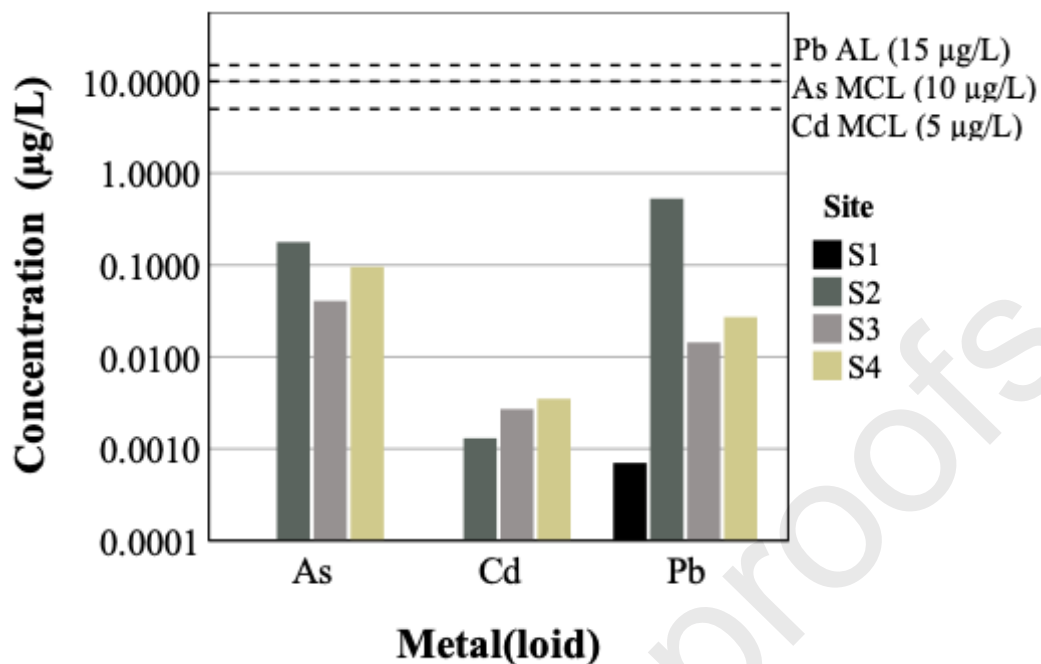 Pb AL (15 µg/L)
10.0000
As MCL (10 µg/L)
Cd MCL (5 µg/L)
1.0000
0.1000
0.0100
0.0010
0.0001
Concentration (µg/L)
Site
S1
S2
S3
S4
As Cd Pb
Metal(loid)
proofs